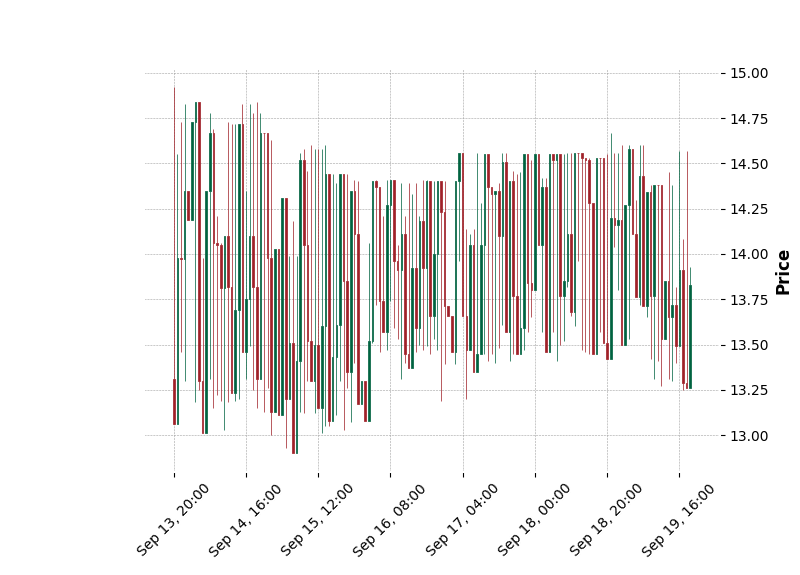 15.00
14.75
14.50
14.25
14.00
13.75
13.50
13.25
13.00
Price
Sep 13, 20:00
Sep 14, 16:00
Sep 15, 12:00
Sep 16, 08:00
Sep 17, 04:00
Sep 18, 00:00
Sep 18, 20:00
Sep 19, 16:00